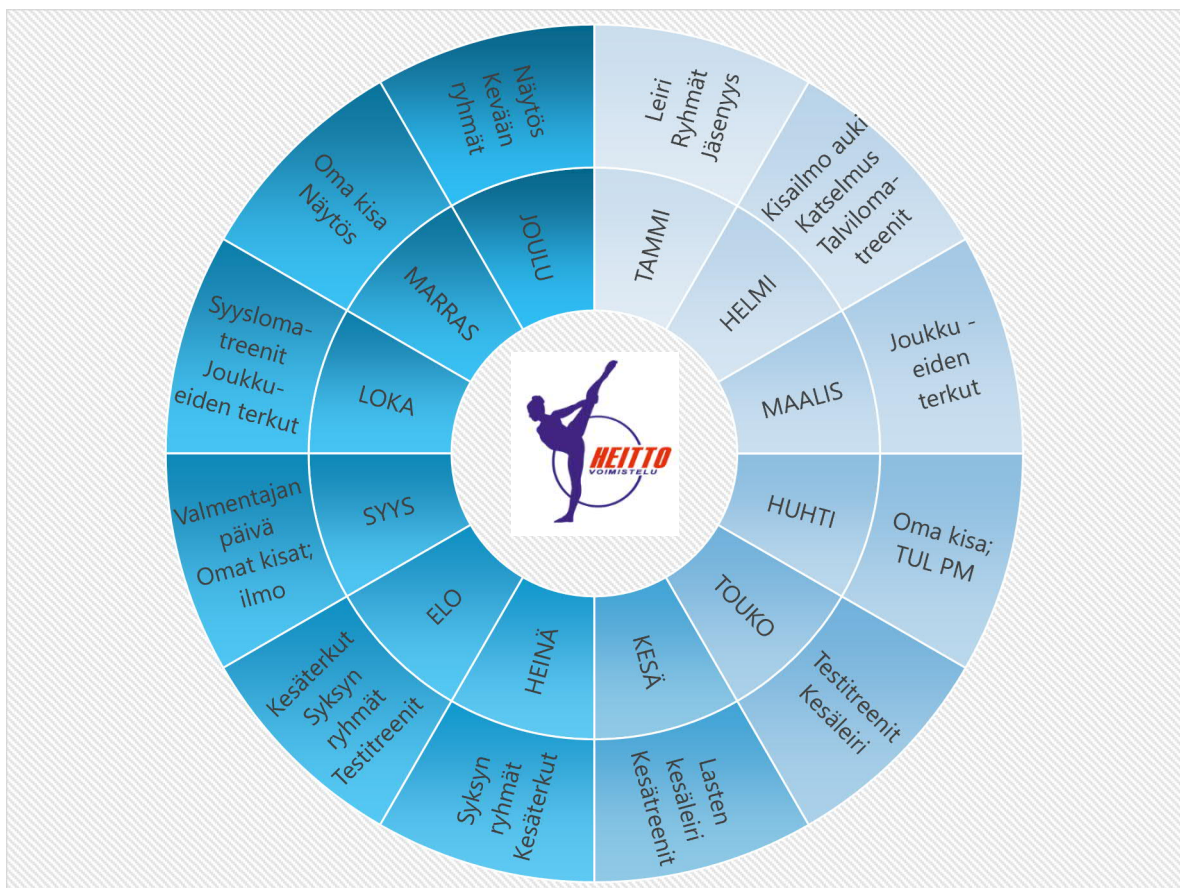 Leiri
Ryhmät
Jäsenyys
TAMMI
Kisailmo auki
Katselmus
Talviloma-
treenit
HELMI
Joukku -
eiden
terkut
MAALIS
Oma kisa;
TUL PM
HUHTI
Testitreenit
Kesäleiri
TOUKO
Lasten
kesäleiri
Kesätreenit
KESÄ
Syksyn
ryhmät
Kesäterkut
HEINÄ
Kesäterkut
Syksyn
ryhmät
Testitreenit
ELO
Valmentajan
päivä
Omat kisat;
ilmo
SYYS
Syysloma-
treenit
Joukku-
eiden terkut
LOKA
Oma kisa
Näytös
MARRAS
Näytös
Kevään
ryhmät
JOULU
HEITTO
VOIMISTELU